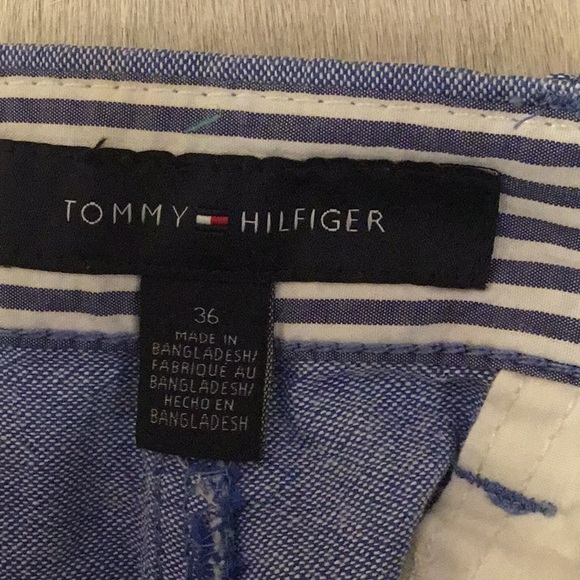 TOMMY HILFIGER
36
MADE IN
BANGLADESH/
FABRIQUE AU
BANGLADESH/
HECHO EN
BANGLADESH